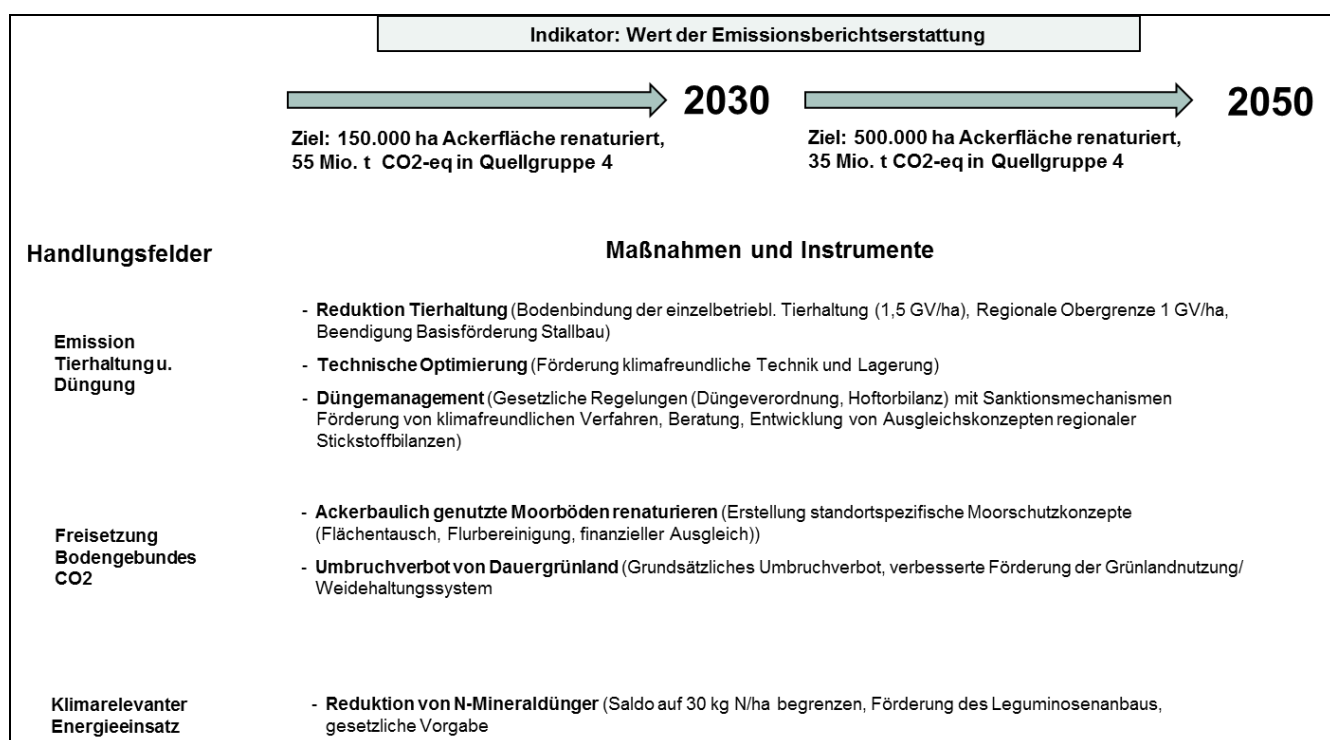 Indikator: Wert der Emissionsberichtserstattung
2030
2050
Ziel: 150.000 ha Ackerfläche renaturiert,
55 Mio. t CO2-eq in Quellgruppe 4
Ziel: 500.000 ha Ackerfläche renaturiert,
35 Mio. t CO2-eq in Quellgruppe 4
Handlungsfelder
Maßnahmen und Instrumente
Emission
Tierhaltung u.
Düngung
- Reduktion Tierhaltung (Bodenbindung der einzelbetriebl. Tierhaltung (1,5 GV/ha), Regionale Obergrenze 1 GV/ha,
Beendigung Basisförderung Stallbau)
- Technische Optimierung (Förderung klimafreundliche Technik und Lagerung)
- Düngemanagement (Gesetzliche Regelungen (Düngeverordnung, Hoftorbilanz) mit Sanktionsmechanismen
Förderung von klimafreundlichen Verfahren, Beratung, Entwicklung von Ausgleichskonzepten regionaler
Stickstoffbilanzen)
Freisetzung
Bodengebundes
CO2
- Ackerbaulich genutzte Moorböden renaturieren (Erstellung standortspezifische Moorschutzkonzepte
(Flächentausch, Flurbereinigung, finanzieller Ausgleich))
- Umbruchverbot von Dauergrünland (Grundsätzliches Umbruchverbot, verbesserte Förderung der Grünlandnutzung/
Weidehaltungssystem
Klimarelevanter
Energieeinsatz
- Reduktion von N-Mineraldünger (Saldo auf 30 kg N/ha begrenzen, Förderung des Leguminosenanbaus,
gesetzliche Vorgabe